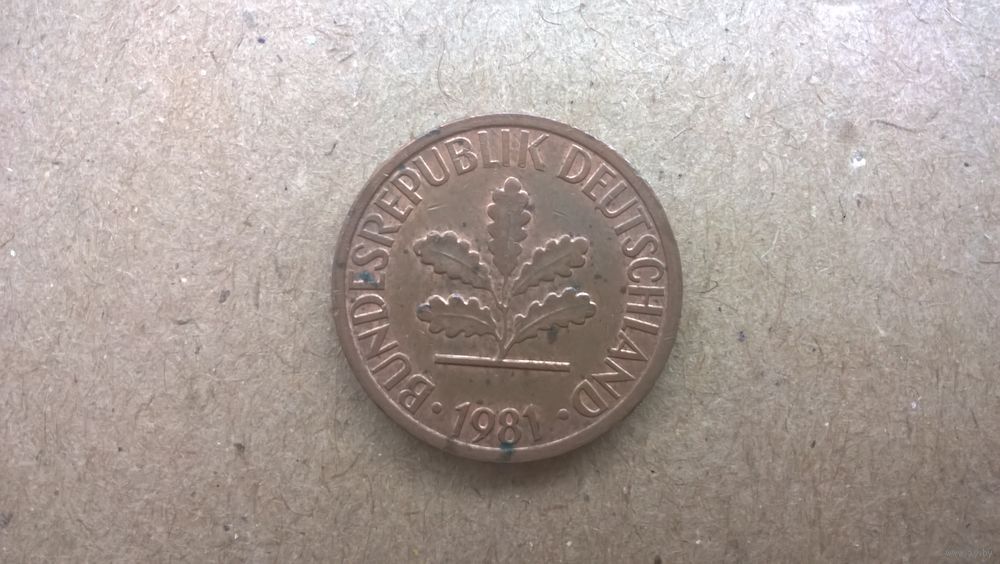 BUNDESREPUBLIK DEUTSCHLAND
· 1981 ·